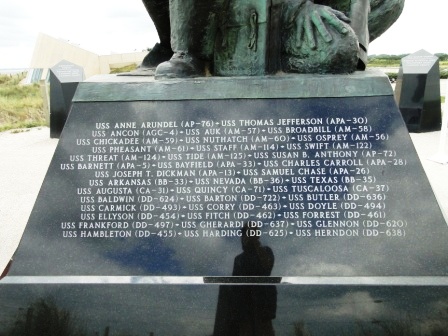 USS ANNE ARUNDEL (AP-76) • USS THOMAS JEFFERSON (APA-30)
USS ANCON (AGC-4) • USS AUK (AM-57) • USS BROADBILL (AM-58)
USS CHICKADEE (AM-59) • USS NUTHATCH (AM-60) • USS OSPREY (AM-56)
USS PHEASANT (AM-61) • USS STAFF (AM-114) • USS SWIFT (AM-122)
USS THREAT (AM-124) • USS TIDE (AM-125) • USS SUSAN B. ANTHONY (AP-72)
USS BARNETT (APA-5) • USS BAYFIELD (APA-33) • USS CHARLES CARROLL (APA-28)
USS JOSEPH T. DICKMAN (APA-13) • USS SAMUEL CHASE (APA-26)
USS ARKANSAS (BB-33) • USS NEVADA (BB-36) • USS TEXAS (BB-35)
USS AUGUSTA (CA-31) • USS QUINCY (CA-71) • USS TUSCALOOSA (CA-37)
USS BALDWIN (DD-624) • USS BARTON (DD-722) • USS BUTLER (DD-636)
USS CARMICK (DD-493) • USS CORRY (DD-463) • USS DOYLE (DD-494)
USS ELLYSON (DD-454) • USS FITCH (DD-462) • USS FORREST (DD-461)
USS FRANKFORD (DD-497) • USS GHERARDI (DD-637) • USS GLENNON (DD-620)
USS HAMBLETON (DD-455) • USS HARDING (DD-625) • USS HERNDON (DD-638)